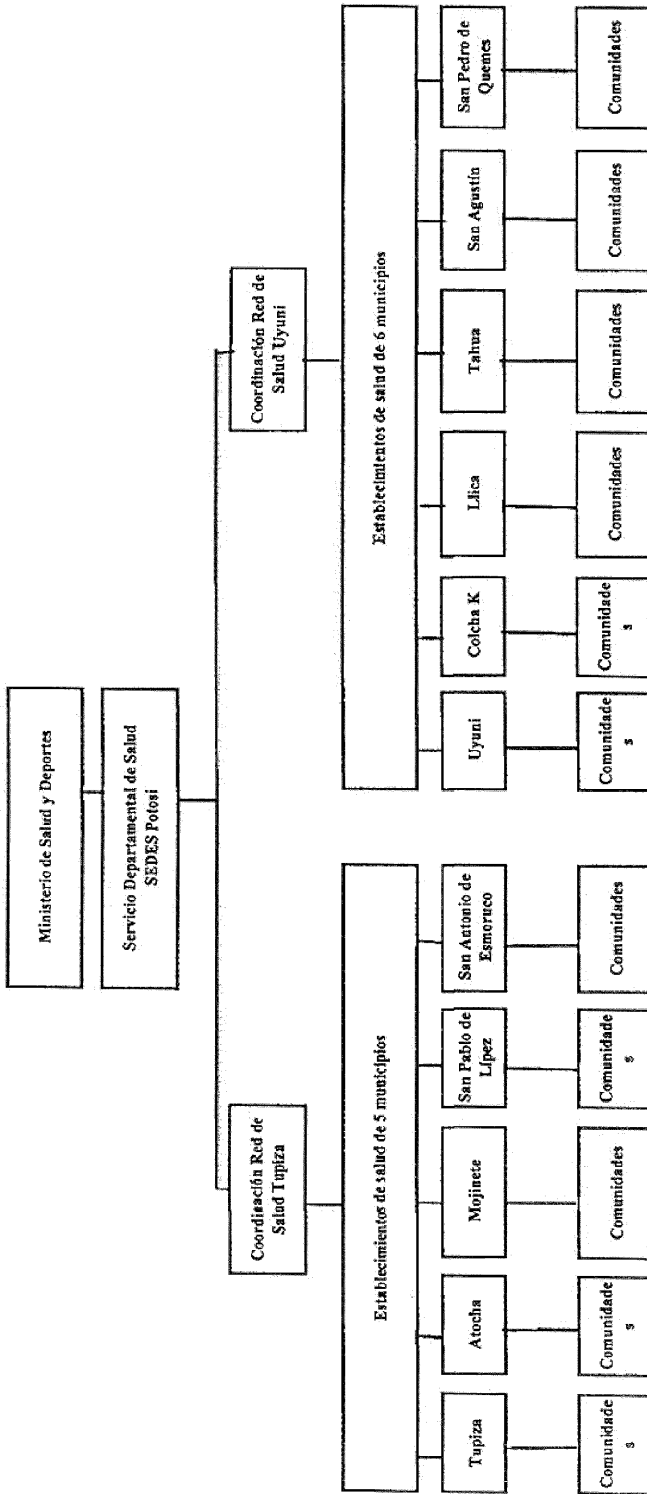 Ministerio de Salud y Deportes
Servicio Departamental de Salud
SEDES Potosi
Coordinación Red de
Salud Tupiza
Coordinación Red de
Salud Uyuni
Establecimientos de salud de 5 municipios
Establecimientos de salud de 6 municipios
Tupiza
Atocha
Mojinete
San Pablo de
Lípez
San Antonio de
Esmoruco
Uyuni
Colcha K
Llica
Tahua
San Agustín
San Pedro de
Quemes
Comunidade
s
Comunidade
s
Comunidades
Comunidade
s
Comunidades
Comunidade
s
Comunidade
s
Comunidades
Comunidades
Comunidades
Comunidades